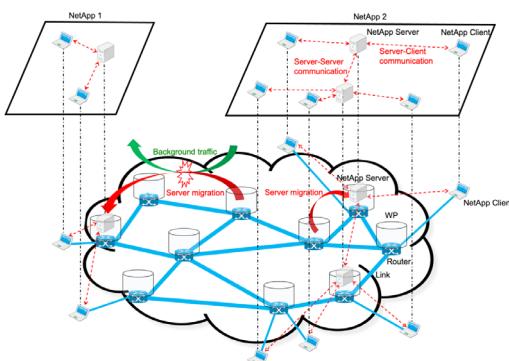 NetApp 1
NetApp 2
NetApp Server
NetApp Client
Server-Server
communication
Server-Client
communication
Background traffic
Server migration
Server migration
NetApp Server
NetApp Client
WP
Router
Link